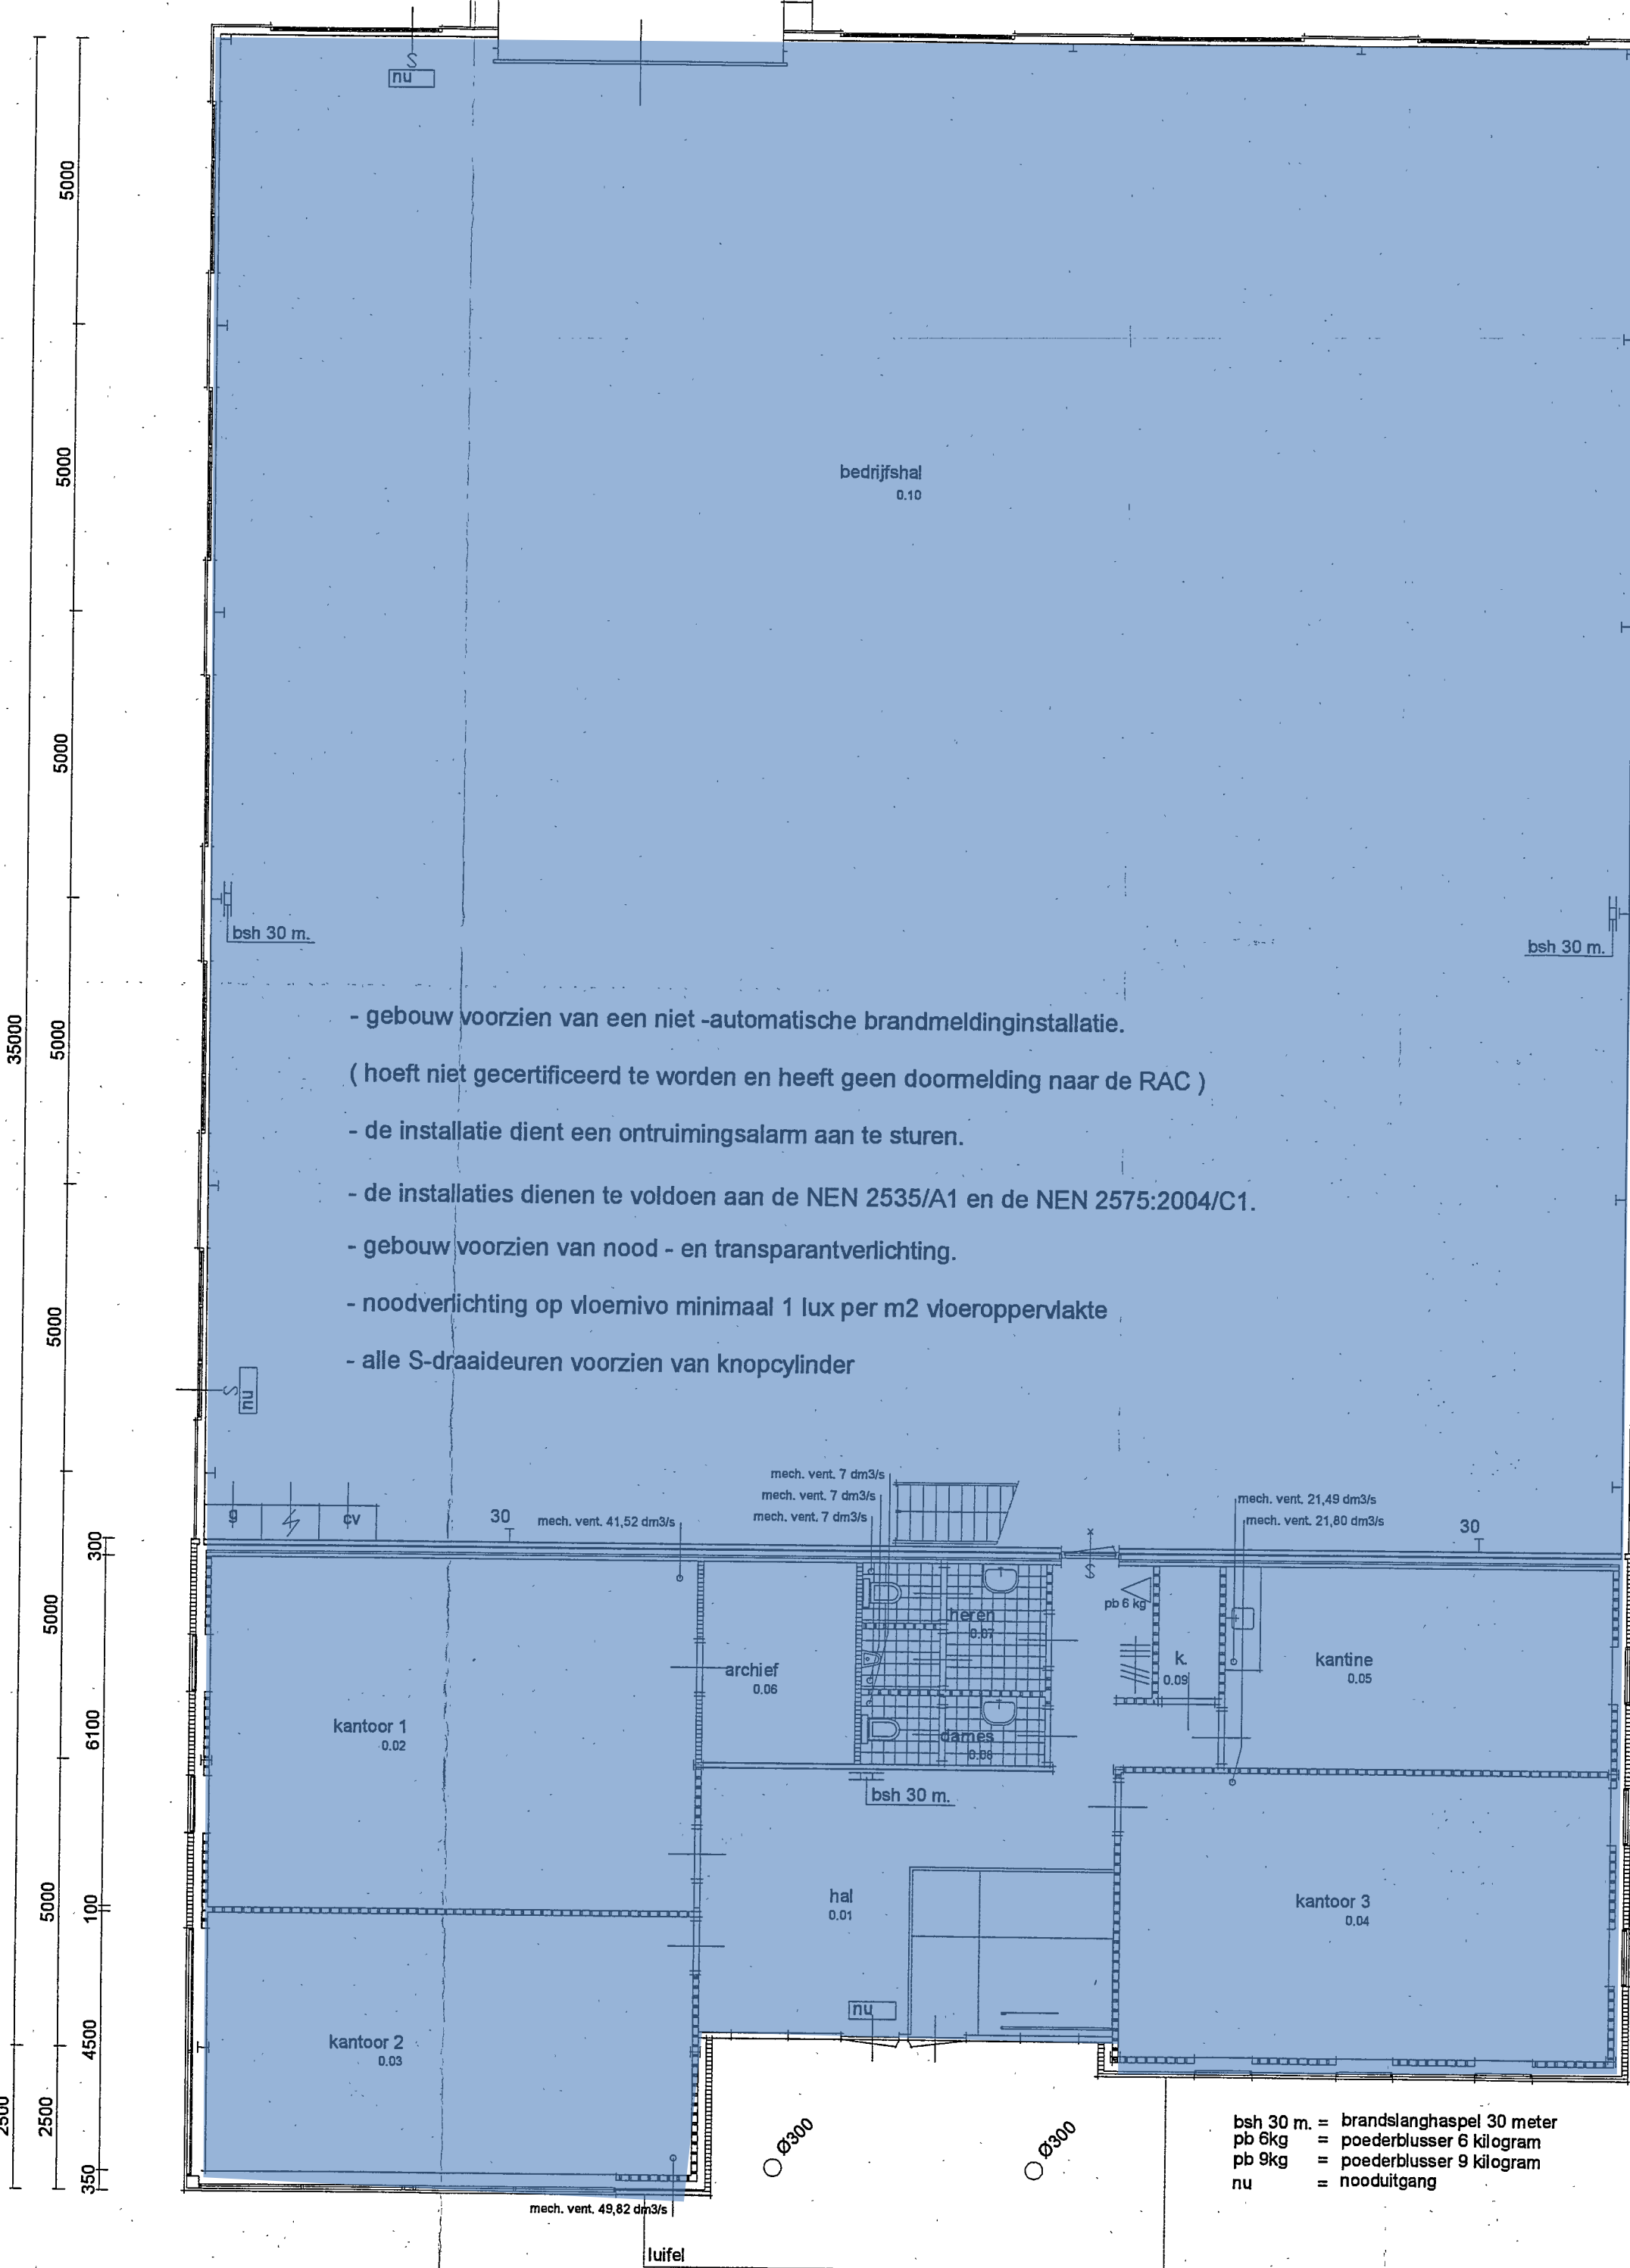 nu
S
5000
bedrijfshal
0.10
5000
5000
bsh 30 m.
bsh 30 m.
35000
5000
- gebouw voorzien van een niet -automatische brandmeldinginstallatie.
( hoeft niet gecertificeerd te worden en heeft geen doormelding naar de RAC )
- de installatie dient een ontruimingsalarm aan te sturen.
- de installaties dienen te voldoen aan de NEN 2535/A1 en de NEN 2575:2004/C1.
- gebouw voorzien van nood - en transparantverlichting.
- noodverlichting op vloernivo minimaal 1 lux per m2 vloeroppervlakte
- alle S-draaideuren voorzien van knopcylinder
5000
S
nu
mech. vent. 7 dm3/s
mech. vent. 7 dm3/s
mech. vent. 7 dm3/s
mech. vent. 21,49 dm3/s
mech. vent. 21,80 dm3/s
g
cv
30
mech. vent. 41,52 dm3/s
30
300
x
S
5000
pb 6 kg
heren
0.07
archief
0.06
k.
0.09
kantine
0.05
kantoor 1
0.02
6100
dames
0.08
bsh 30 m.
5000
100
hal
0.01
kantoor 3
0.04
nu
kantoor 2
0.03
4500
2500
2500
350
Ø300
Ø300
mech. vent. 49,82 dm3/s
bsh 30 m. = brandslanghaspel 30 meter
pb 6kg = poederblusser 6 kilogram
pb 9kg = poederblusser 9 kilogram
nu = nooduitgang
luifel